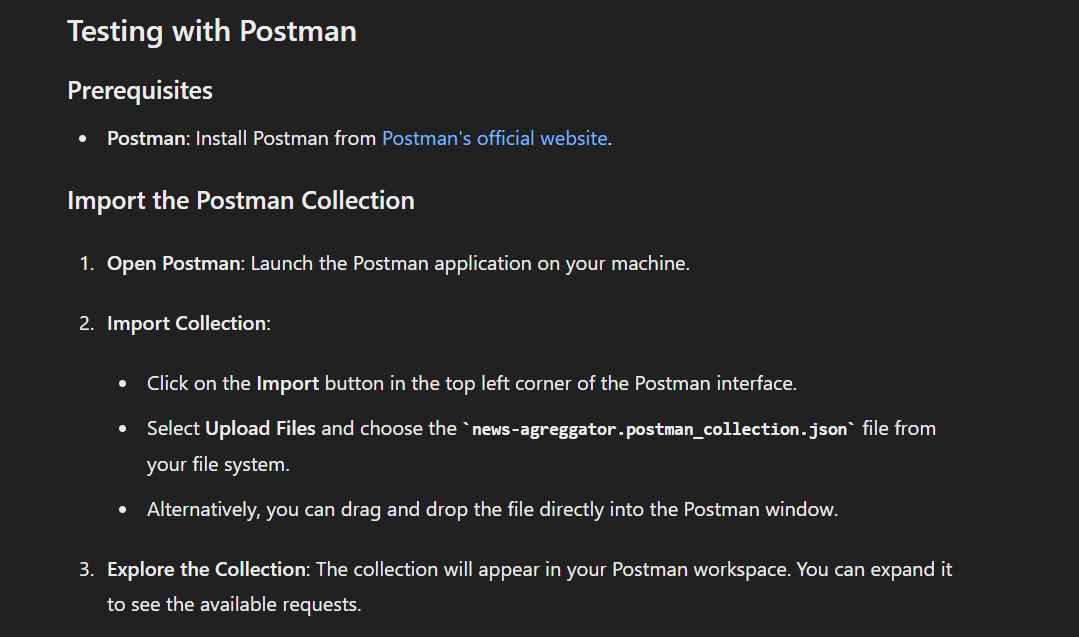 Testing with Postman
Prerequisites
• Postman: Install Postman from Postman's official website.
Import the Postman Collection
1. Open Postman: Launch the Postman application on your machine.
2. Import Collection:
• Click on the Import button in the top left corner of the Postman interface.
• Select Upload Files and choose the `news-agreggator.postman_collection.json` file from
your file system.
• Alternatively, you can drag and drop the file directly into the Postman window.
3. Explore the Collection: The collection will appear in your Postman workspace. You can expand it
to see the available requests.